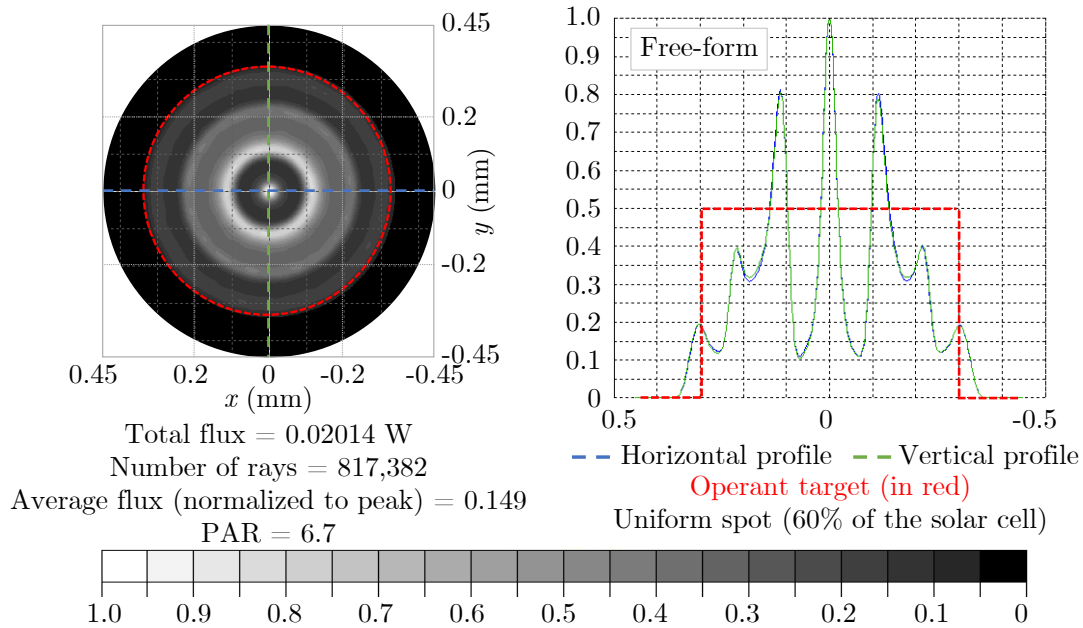 0.45
0.2
0
-0.2
-0.45
y (mm)
0.45 0.2 0 -0.2 -0.45
x (mm)
Total flux = 0.02014 W
Number of rays = 817,382
Average flux (normalized to peak) = 0.149
PAR = 6.7
Free-form
1.0
0.9
0.8
0.7
0.6
0.5
0.4
0.3
0.2
0.1
0
0.5 0 -0.5
Horizontal profile Vertical profile
Operant target (in red)
Uniform spot (60% of the solar cell)
1.0 0.9 0.8 0.7 0.6 0.5 0.4 0.3 0.2 0.1 0